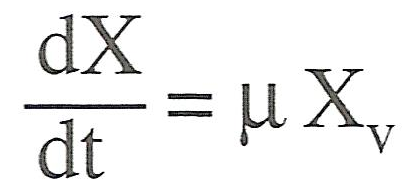 dX/dt = μ X_v